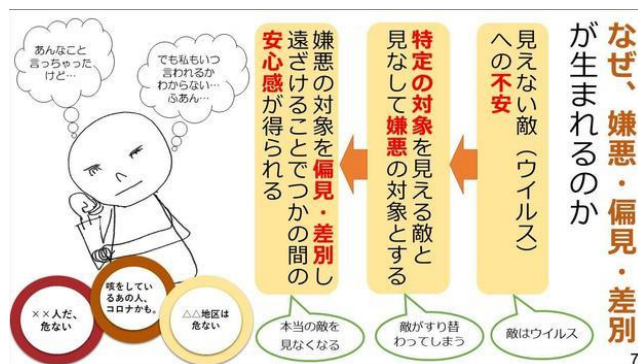 なぜ、嫌悪・偏見・差別
が生まれるのか
見えない敵（ウイルス）
への不安
特定の対象を見える敵と
見なして嫌悪の対象とする
嫌悪の対象を偏見・差別し
遠ざけることでつかの間の
安心感が得られる
敵はウイルス
敵がすり替
わってしまう
本当の敵を
見なくなる
あんなこと
言っちゃった
けど…
でも私もいつ
言われるか
わからない…
ふあん…
××人だ、
危ない
咳をしてい
るあの人、
コロナかも。
△△地区は
危ない
7